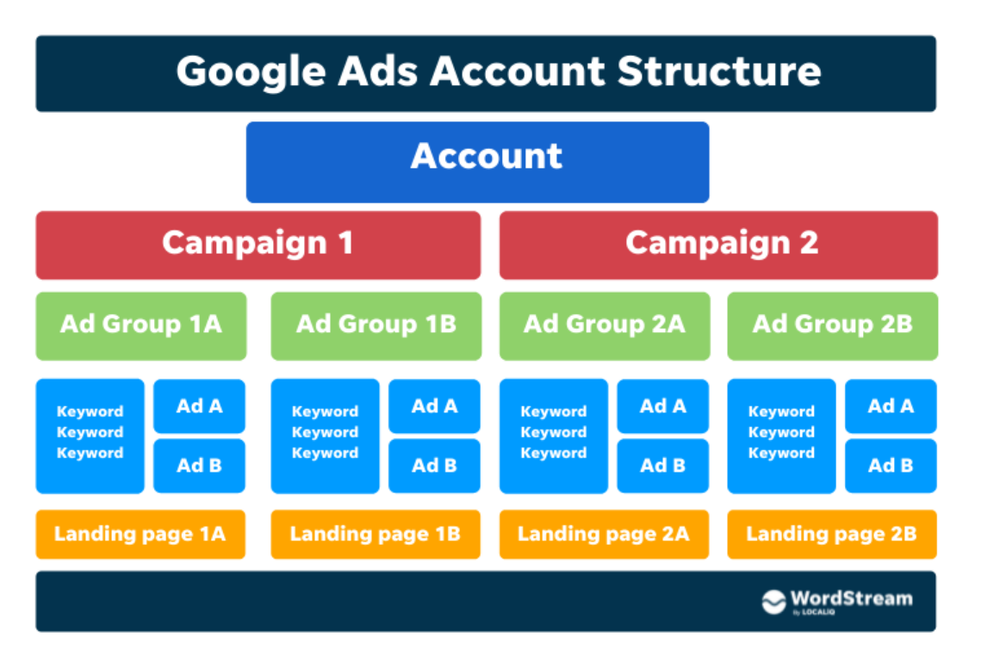 Google Ads Account Structure
Account
Campaign 1
Campaign 2
Ad Group 1A
Ad Group 1B
Ad Group 2A
Ad Group 2B
Keyword
Keyword
Keyword
Ad A
Ad B
Keyword
Keyword
Keyword
Ad A
Ad B
Keyword
Keyword
Keyword
Ad A
Ad B
Keyword
Keyword
Keyword
Ad A
Ad B
Landing page 1A
Landing page 1B
Landing page 2A
Landing page 2B
WordStream
By LOCALiQ